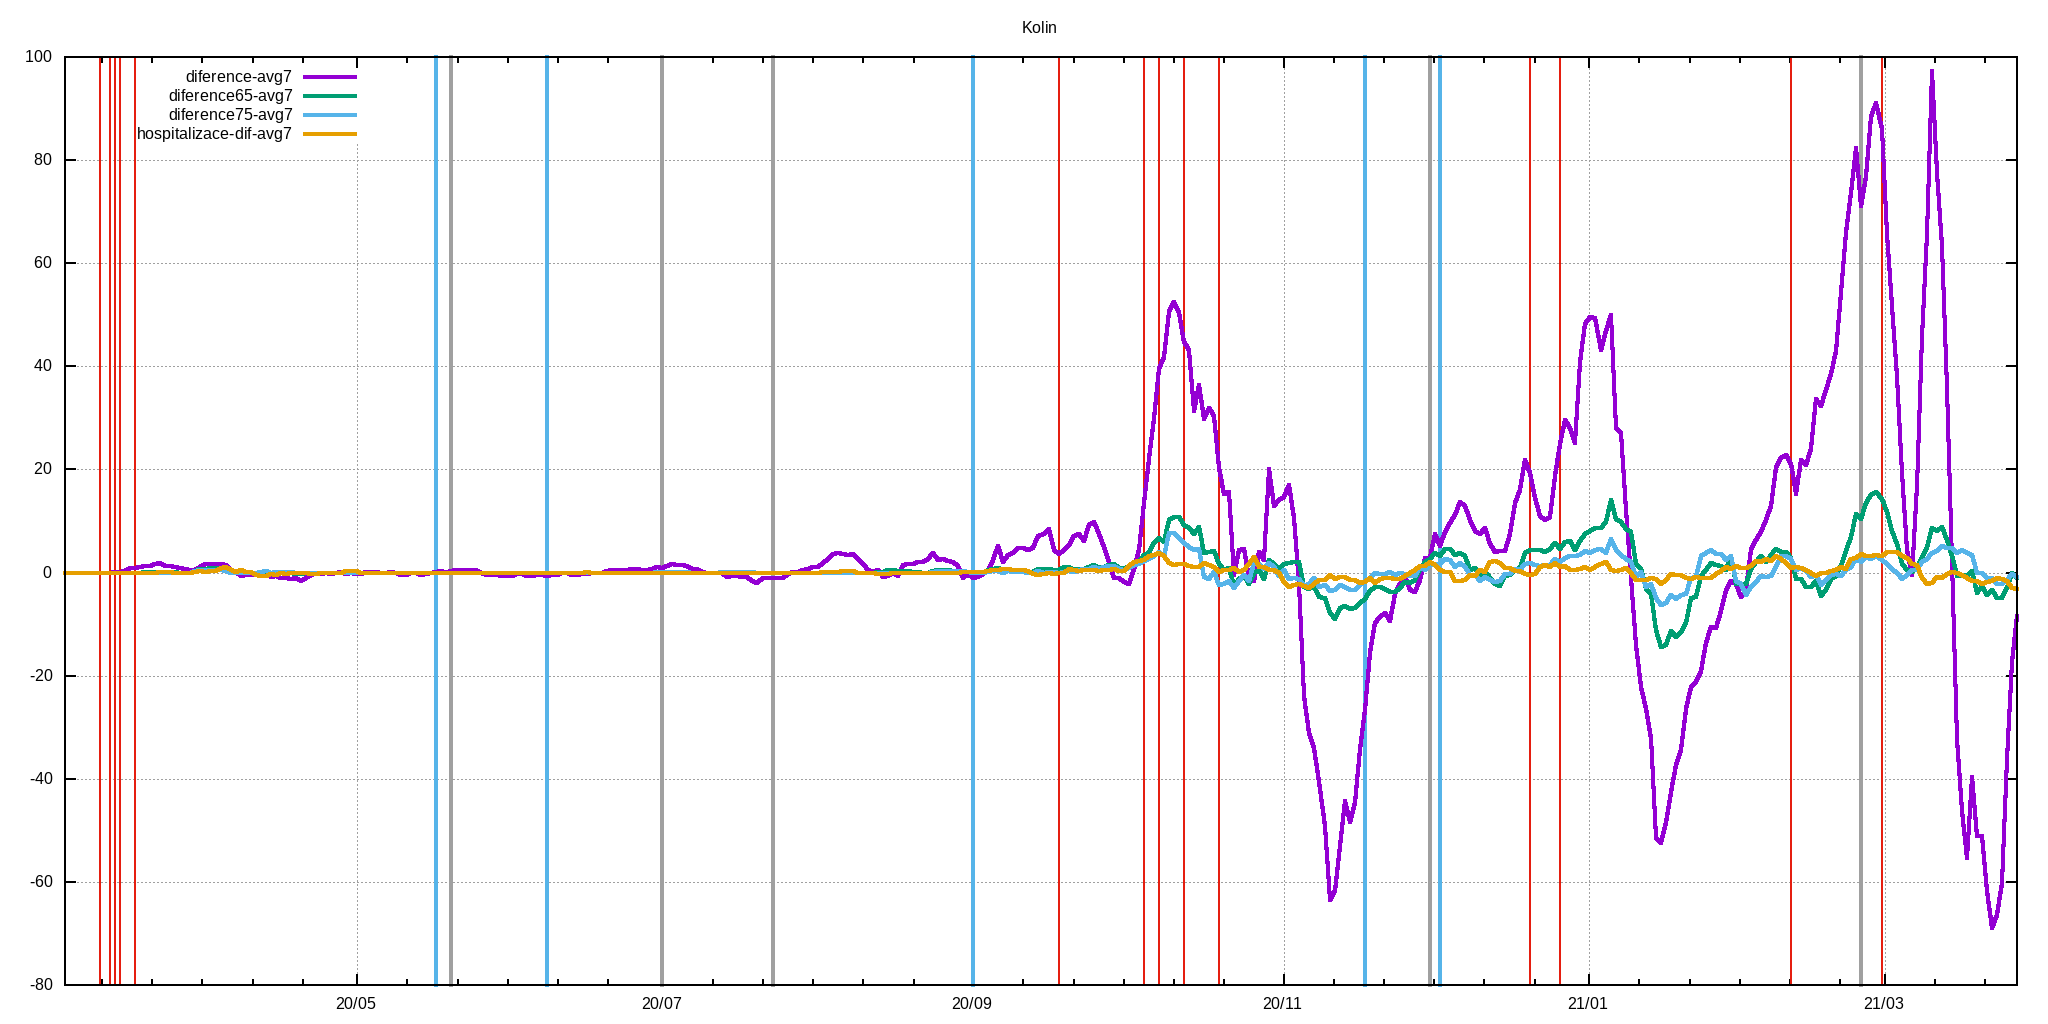 Kolin
diference-avg7
diference65-avg7
diference75-avg7
hospitalizace-dif-avg7
100
80
60
40
20
0
-20
-40
-60
-80
20/05 20/07 20/09 20/11 21/01 21/03